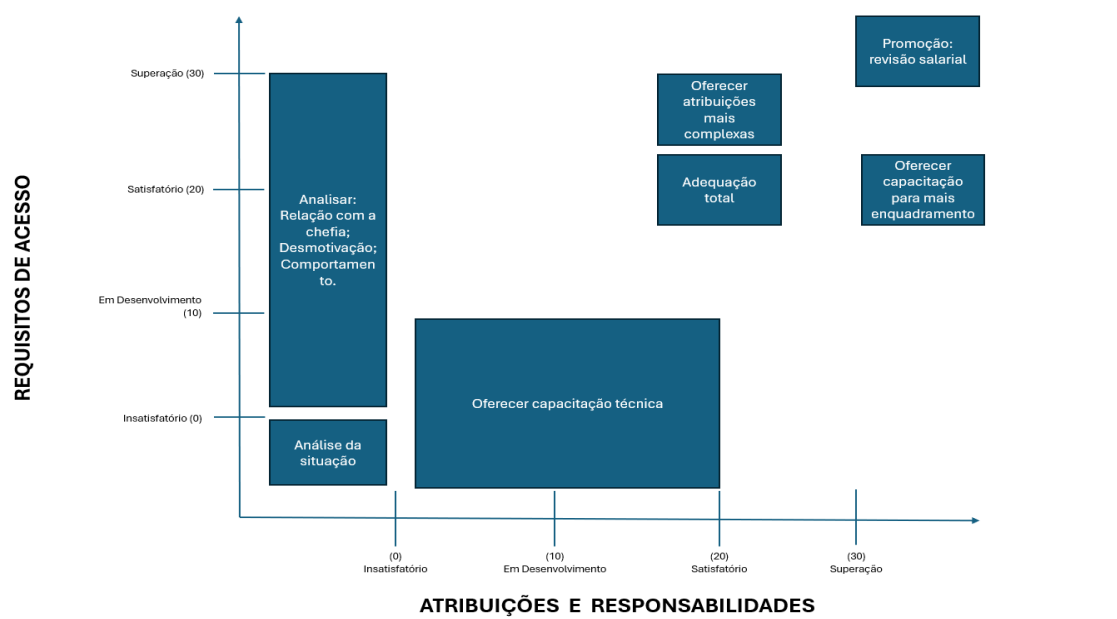 REQUISITOS DE ACESSO
Superação (30)
Satisfatório (20)
Em Desenvolvimento
(10)
Insatisfatório (0)
Analisar:
Relação com a
chefia;
Desmotivação;
Comportamen
to.
Análise da
situação
Oferecer capacitação técnica
Oferecer
atribuições
mais
complexas
Adequação
total
Promoção:
revisão salarial
Oferecer
capacitação
para mais
enquadramento
(0)
Insatisfatório
(10)
Em Desenvolvimento
(20)
Satisfatório
(30)
Superação
ATRIBUIÇÕES E RESPONSABILIDADES